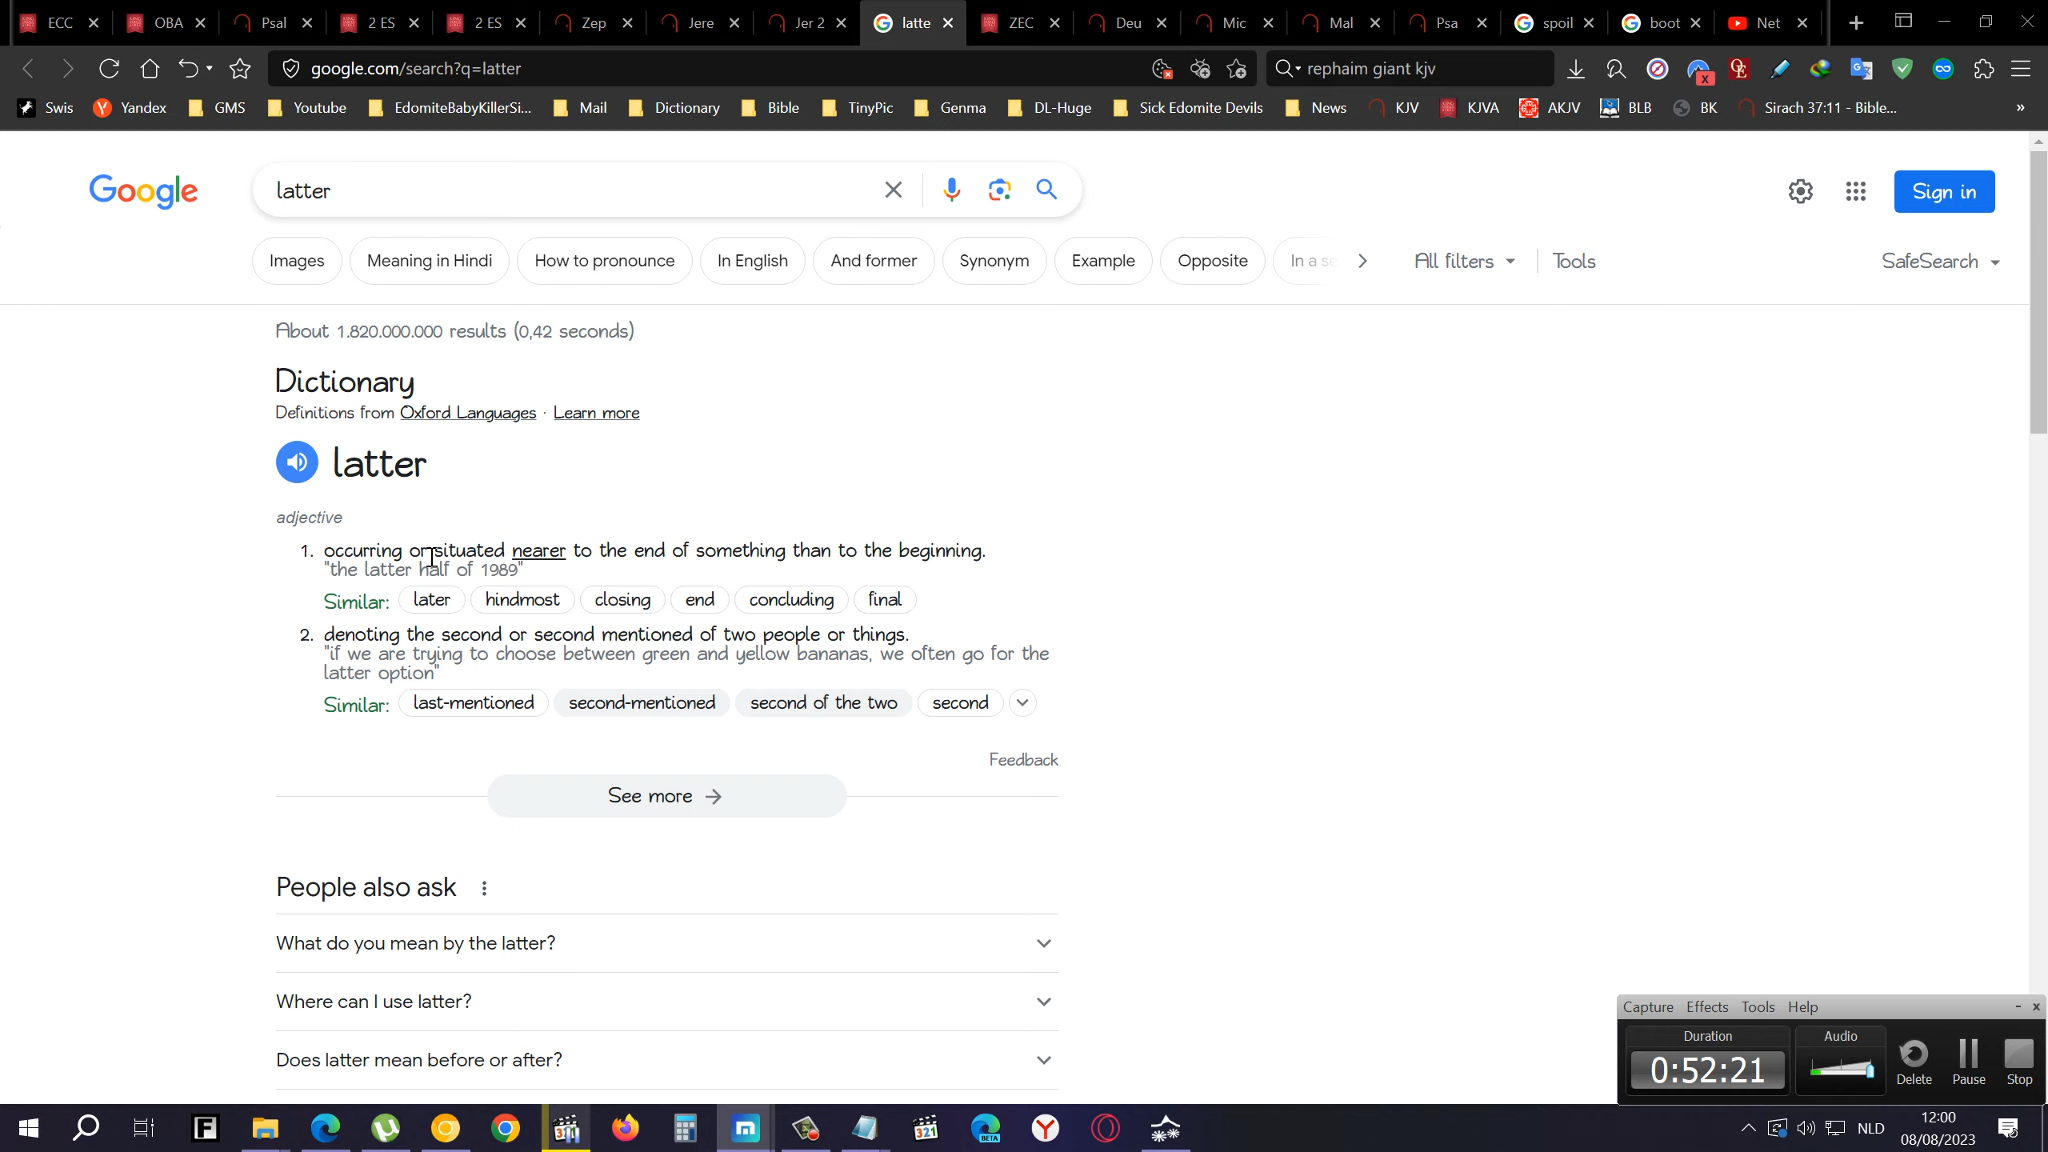 ECC OBA Psal 2 ES 2 ES Zep Jere Jer 2 latte ZEC Deu Mic Mal Psa spoil boot Net
google.com/search?q=latter rephaim giant kjv
Swis Yandex GMS Youtube EdomiteBabyKillerSi... Mail Dictionary Bible TinyPic Genma DL-Huge Sick Edomite Devils News KJV KJVA AKJV BLB BK Sirach 37:11 - Bible... »
Google latter Sign in
Images Meaning in Hindi How to pronounce In English And former Synonym Example Opposite In a se All filters Tools SafeSearch
About 1.820.000.000 results (0,42 seconds)
Dictionary
Definitions from Oxford Languages · Learn more
latter
adjective
1. occurring or situated nearer to the end of something than to the beginning.
"the latter half of 1989"
Similar: later hindmost closing end concluding final
2. denoting the second or second mentioned of two people or things.
"if we are trying to choose between green and yellow bananas, we often go for the
latter option"
Similar: last-mentioned second-mentioned second of the two second
Feedback
See more
People also ask
What do you mean by the latter?
Where can I use latter?
Does latter mean before or after?
Capture Effects Tools Help
Duration Audio
0:52:21
Delete Pause Stop
NLD 12:00
08/08/2023